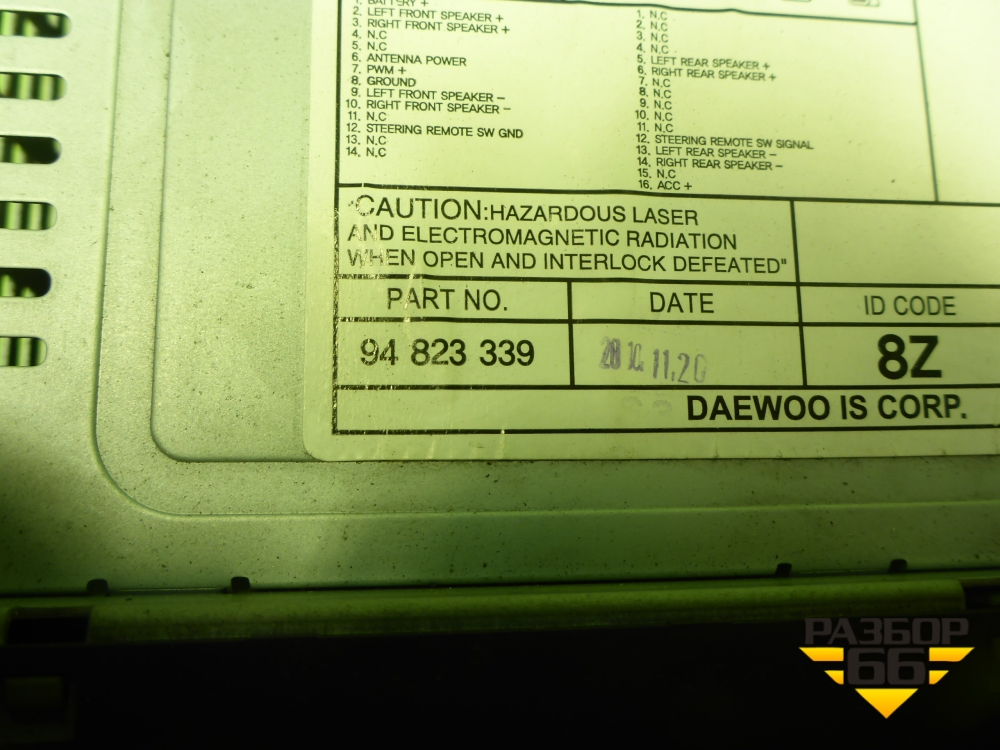 1. BATTERY +
2. LEFT FRONT SPEAKER +
3. RIGHT FRONT SPEAKER +
4. N.C
5. N.C
6. ANTENNA POWER
7. PWM +
8. GROUND
9. LEFT FRONT SPEAKER -
10. RIGHT FRONT SPEAKER -
11. N.C
12. STEERING REMOTE SW GND
13. N.C
14. N.C
1. N.C
2. N.C
3. N.C
4. N.C
5. LEFT REAR SPEAKER +
6. RIGHT REAR SPEAKER +
7. N.C
8. N.C
9. N.C
10. N.C
11. N.C
12. STEERING REMOTE SW SIGNAL
13. LEFT REAR SPEAKER -
14. RIGHT REAR SPEAKER -
15. N.C
16. ACC +
"CAUTION:HAZARDOUS LASER
AND ELECTROMAGNETIC RADIATION
WHEN OPEN AND INTERLOCK DEFEATED"
PART NO. DATE ID CODE
94 823 339 11.20 8Z
DAEWOO IS CORP.
РАЗБОР
66